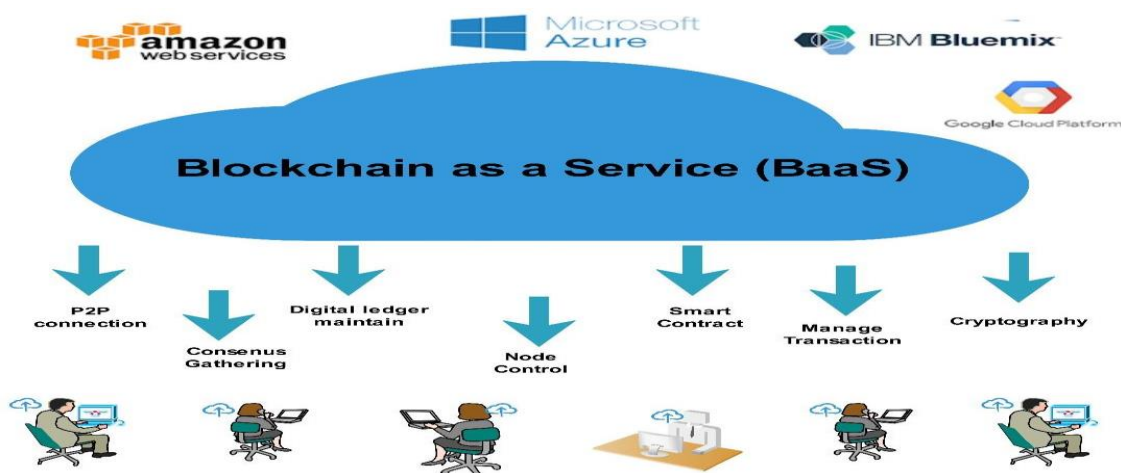 amazon
web services
Microsoft
Azure
IBM Bluemix
Google Cloud Platform
Blockchain as a Service (BaaS)
P2P
connection
Consenus
Gathering
Digital ledger
maintain
Node
Control
Smart
Contract
Manage
Transaction
Cryptography